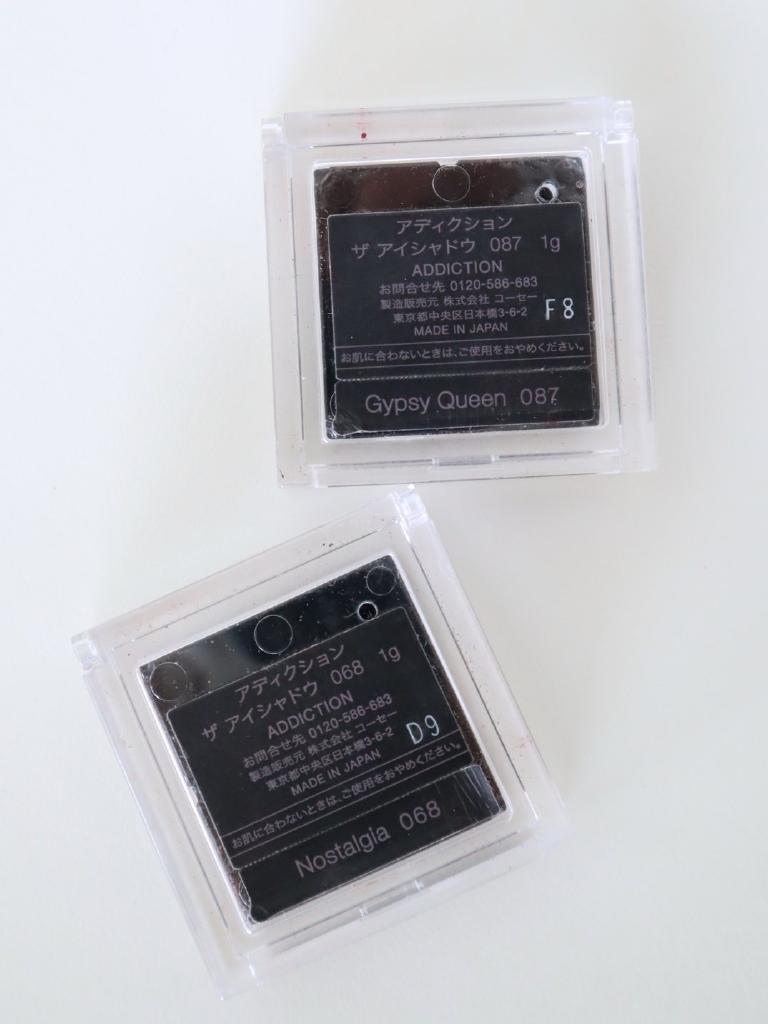 アディクション
ザ アイシャドウ 087 1g
ADDICTION
お問合せ先 0120-586-683
製造販売元 株式会社 コーセー
東京都中央区日本橋3-6-2
MADE IN JAPAN
F8
お肌に合わないときは、ご使用をおやめください。
Gypsy Queen 087
アディクション
ザ アイシャドウ 068 1g
ADDICTION
お問合せ先 0120-586-683
製造販売元 株式会社 コーセー
東京都中央区日本橋3-6-2
MADE IN JAPAN
D9
お肌に合わないときは、ご使用をおやめください。
Nostalgia 068